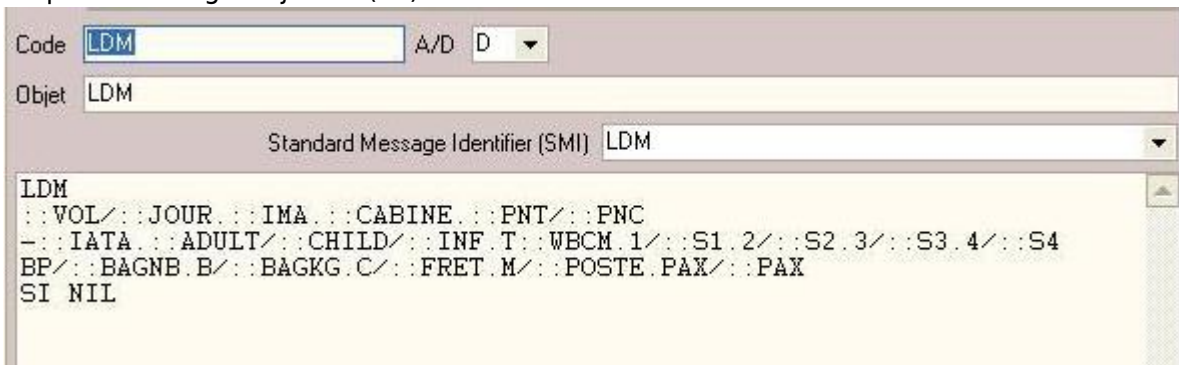 Code LDM A/D D
Objet LDM
Standard Message Identifier (SMI) LDM
LDM
::VOL/::JOUR.::IMA.::CABINE.::PNT/::PNC
-::IATA.::ADULT/::CHILD/::INF.T::WBCM.1/::S1.2/::S2.3/::S3.4/::S4
BP/::BAGNB.B/::BAGKG.C/::FRET.M/::POSTE.PAX/::PAX
SI NIL